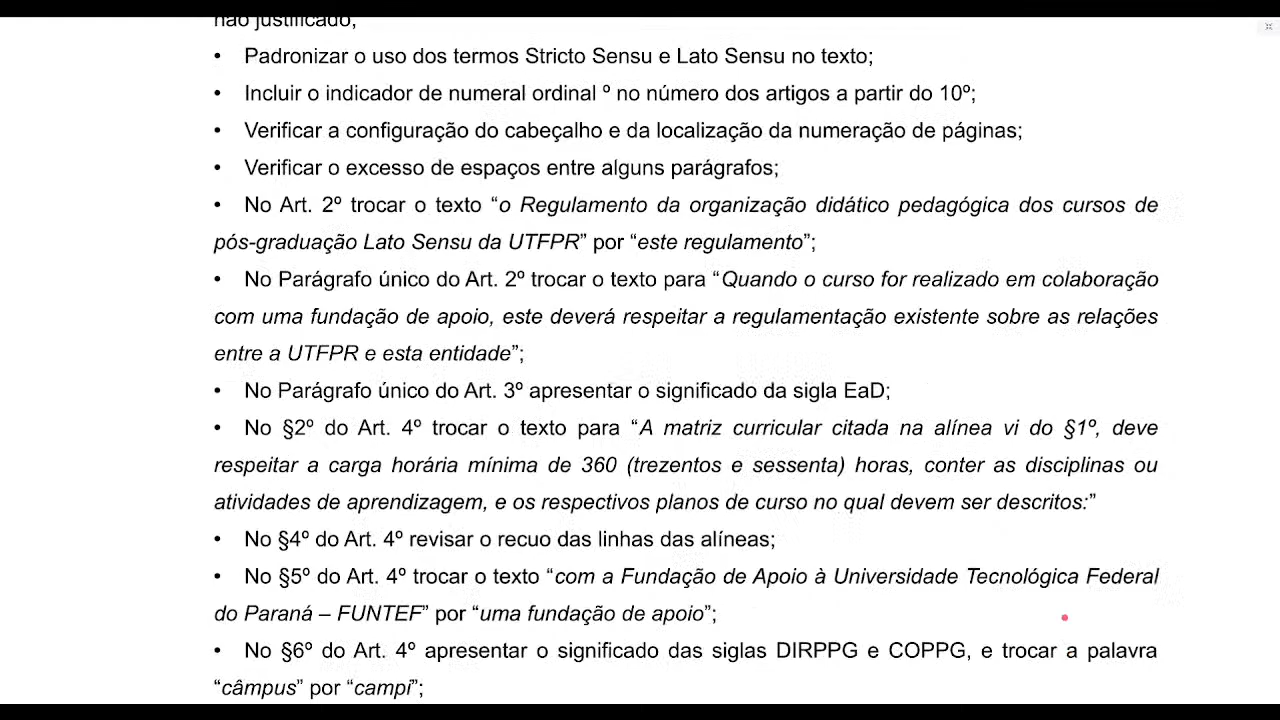 não justificado;
• Padronizar o uso dos termos Stricto Sensu e Lato Sensu no texto;
• Incluir o indicador de numeral ordinal º no número dos artigos a partir do 10º;
• Verificar a configuração do cabeçalho e da localização da numeração de páginas;
• Verificar o excesso de espaços entre alguns parágrafos;
• No Art. 2º trocar o texto “o Regulamento da organização didático pedagógica dos cursos de
pós-graduação Lato Sensu da UTFPR” por “este regulamento”;
• No Parágrafo único do Art. 2º trocar o texto para “Quando o curso for realizado em colaboração
com uma fundação de apoio, este deverá respeitar a regulamentação existente sobre as relações
entre a UTFPR e esta entidade”;
• No Parágrafo único do Art. 3º apresentar o significado da sigla EaD;
• No §2º do Art. 4º trocar o texto para “A matriz curricular citada na alínea vi do §1º, deve
respeitar a carga horária mínima de 360 (trezentos e sessenta) horas, conter as disciplinas ou
atividades de aprendizagem, e os respectivos planos de curso no qual devem ser descritos:”
• No §4º do Art. 4º revisar o recuo das linhas das alíneas;
• No §5º do Art. 4º trocar o texto “com a Fundação de Apoio à Universidade Tecnológica Federal
do Paraná – FUNTEF” por “uma fundação de apoio”;
• No §6º do Art. 4º apresentar o significado das siglas DIRPPG e COPPG, e trocar a palavra
“câmpus” por “campi”;